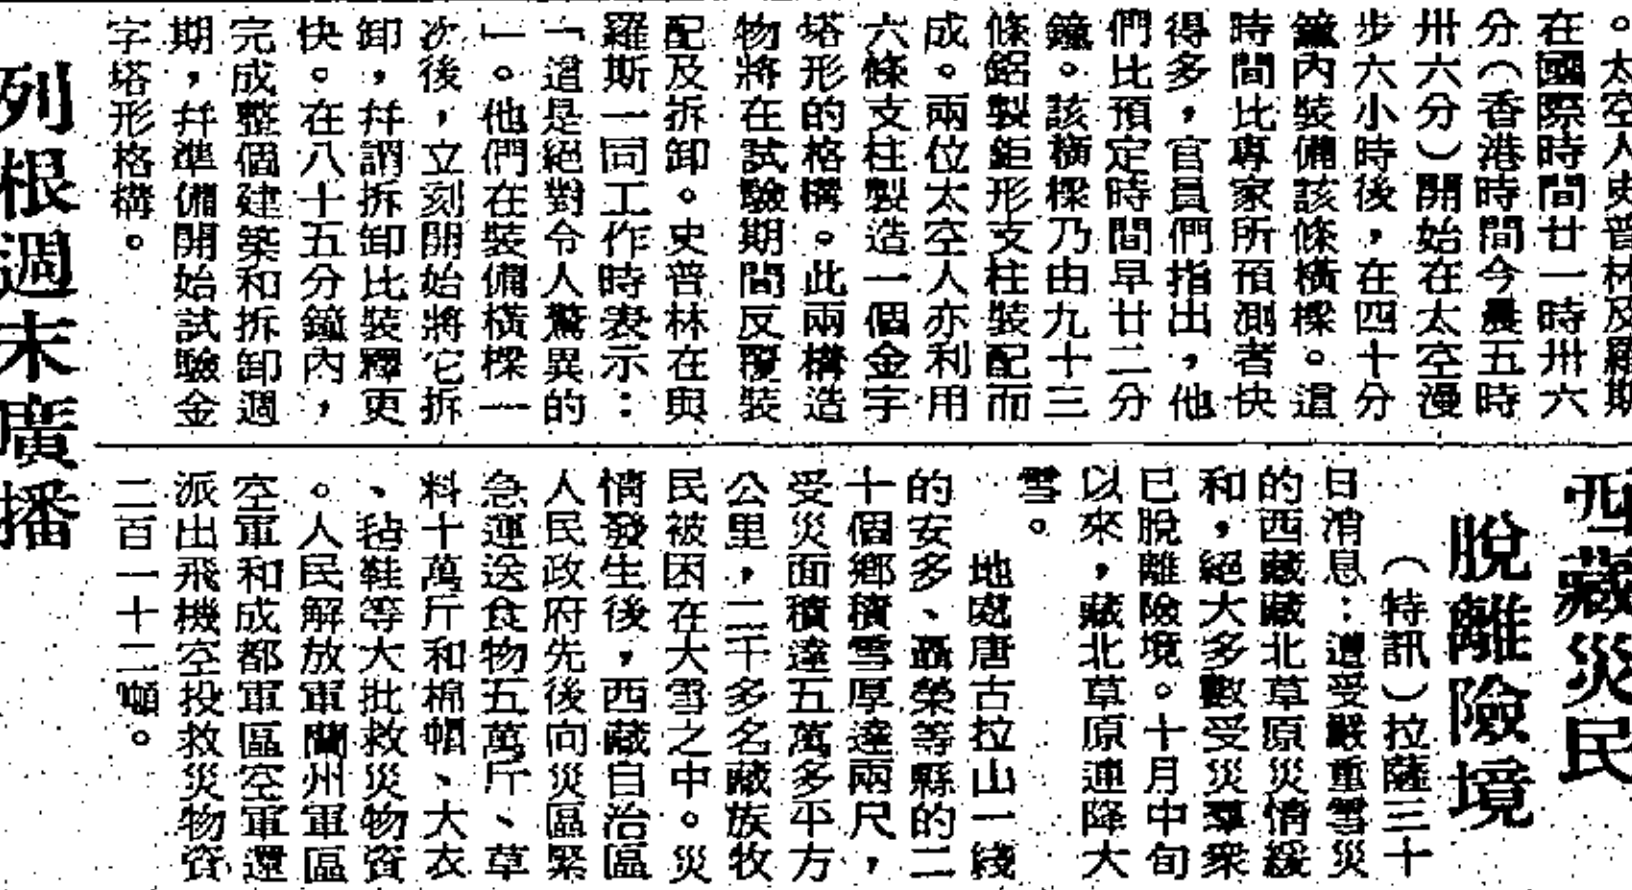 。太空人史普林及羅斯
在國際時間廿一時卅六
分（香港時間今晨五時
卅六分）開始在太空漫
步六小時後，在四十分
鐘內裝備該條橫樑。這
時間比專家所預測者快
得多，官員們指出，他
們比預定時間早廿二分
鐘。該橫樑乃由九十三
條鋁製鉅形支柱裝配而
成。兩位太空人亦利用
六條支柱製造一個金字
塔形的格構。此兩構造
物將在試驗期間反覆裝
配及拆卸。史普林在與
羅斯一同工作時表示：
「這是絕對令人驚異的
」。他們在裝備橫樑一
次後，立刻開始將它拆
卸，幷謂拆卸比裝釋更
快。在八十五分鐘內，
完成整個建築和拆卸週
期，幷準備開始試驗金
字塔形格構。
列根週末廣播
西藏災民
脫離險境
（特訊）拉薩三十
日消息：遭受嚴重雪災
的西藏藏北草原災情緩
和，絕大多數受災羣衆
已脫離險境。十月中旬
以來，藏北草原連降大
雪。
地處唐古拉山一綫
的安多、聶榮等縣的二
十個鄉積雪厚達兩尺，
受災面積達五萬多平方
公里，二千多名藏族牧
民被困在大雪之中。災
情發生後，西藏自治區
人民政府先後向災區緊
急運送食物五萬斤、草
料十萬斤和棉帽、大衣
、毡鞋等大批救災物資
。人民解放軍蘭州軍區
空軍和成都軍區空軍還
派出飛機空投救災物資
二百一十二噸。